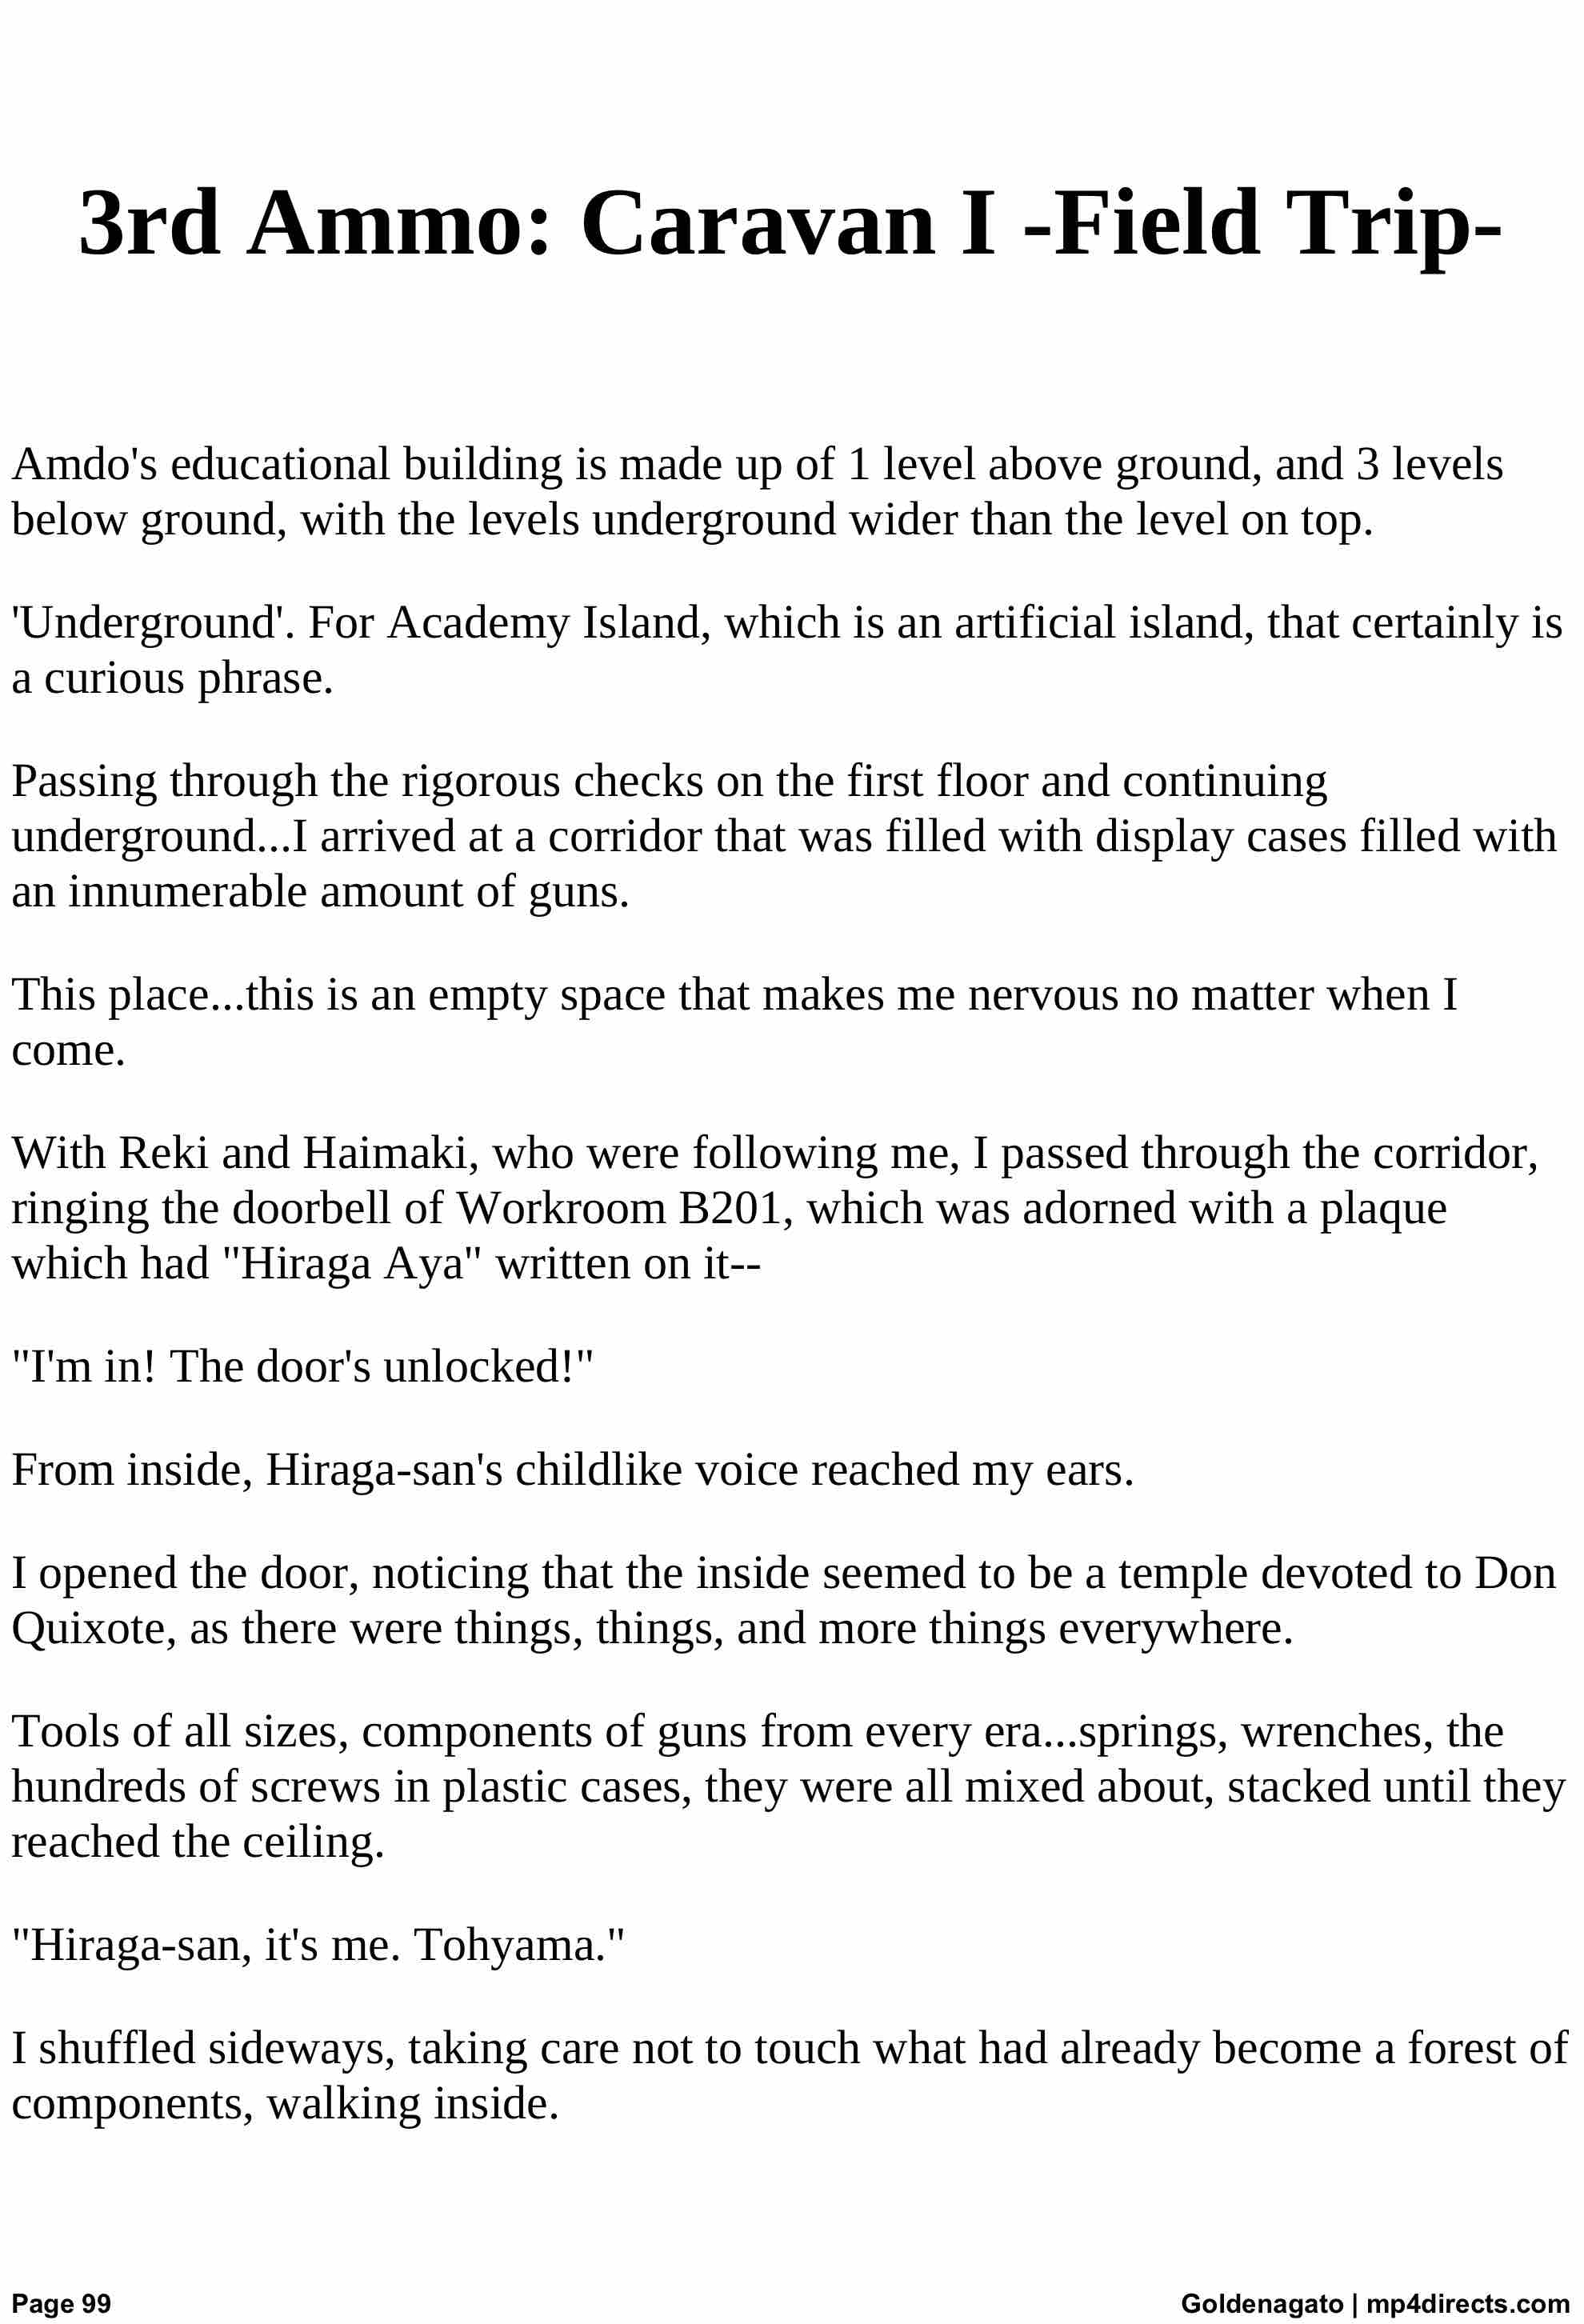 3rd Ammo: Caravan I -Field Trip-
Amdo's educational building is made up of 1 level above ground, and 3 levels
below ground, with the levels underground wider than the level on top.
'Underground'. For Academy Island, which is an artificial island, that certainly is
a curious phrase.
Passing through the rigorous checks on the first floor and continuing
underground...I arrived at a corridor that was filled with display cases filled with
an innumerable amount of guns.
This place...this is an empty space that makes me nervous no matter when I
come.
With Reki and Haimaki, who were following me, I passed through the corridor,
ringing the doorbell of Workroom B201, which was adorned with a plaque
which had "Hiraga Aya" written on it--
"I'm in! The door's unlocked!"
From inside, Hiraga-san's childlike voice reached my ears.
I opened the door, noticing that the inside seemed to be a temple devoted to Don
Quixote, as there were things, things, and more things everywhere.
Tools of all sizes, components of guns from every era...springs, wrenches, the
hundreds of screws in plastic cases, they were all mixed about, stacked until they
reached the ceiling.
"Hiraga-san, it's me. Tohyama."
I shuffled sideways, taking care not to touch what had already become a forest of
components, walking inside.
Page 99
Goldenagato | mp4directs.com